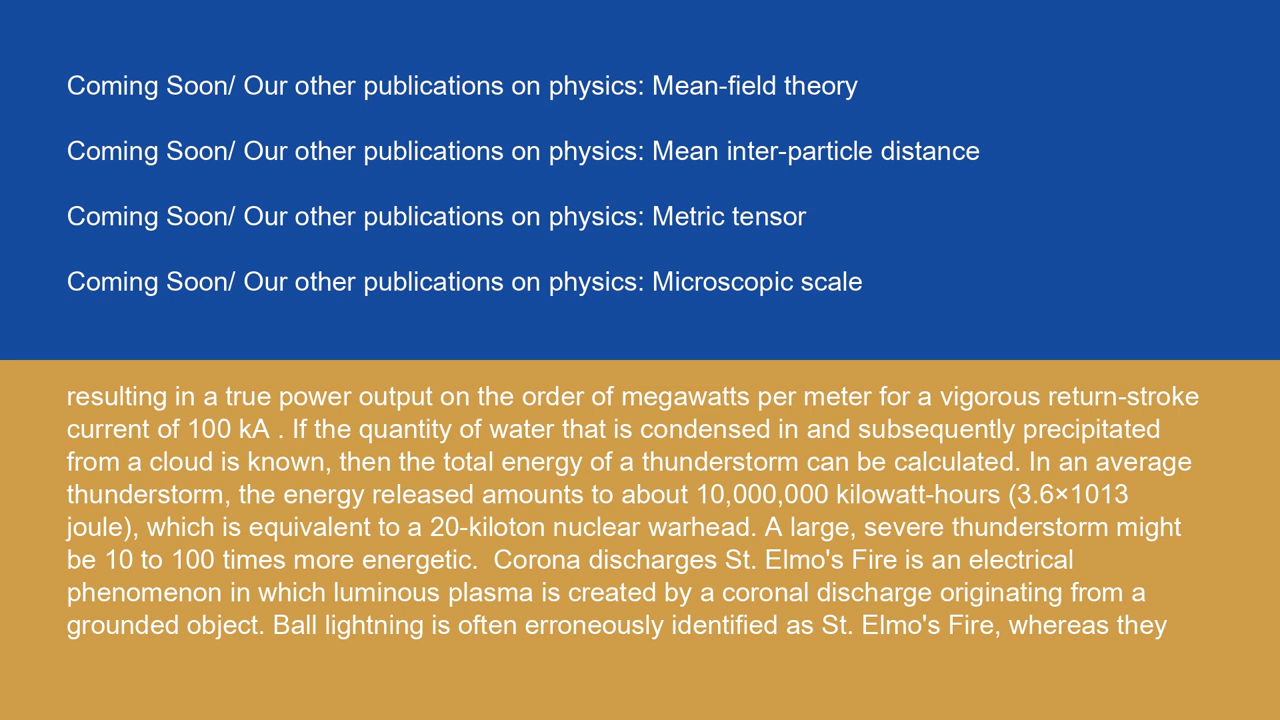 Coming Soon/ Our other publications on physics: Mean-field theory
Coming Soon/ Our other publications on physics: Mean inter-particle distance
Coming Soon/ Our other publications on physics: Metric tensor
Coming Soon/ Our other publications on physics: Microscopic scale
resulting in a true power output on the order of megawatts per meter for a vigorous return-stroke
current of 100 kA . If the quantity of water that is condensed in and subsequently precipitated
from a cloud is known, then the total energy of a thunderstorm can be calculated. In an average
thunderstorm, the energy released amounts to about 10,000,000 kilowatt-hours (3.6×1013
joule), which is equivalent to a 20-kiloton nuclear warhead. A large, severe thunderstorm might
be 10 to 100 times more energetic.  Corona discharges St. Elmo's Fire is an electrical
phenomenon in which luminous plasma is created by a coronal discharge originating from a
grounded object. Ball lightning is often erroneously identified as St. Elmo's Fire, whereas they